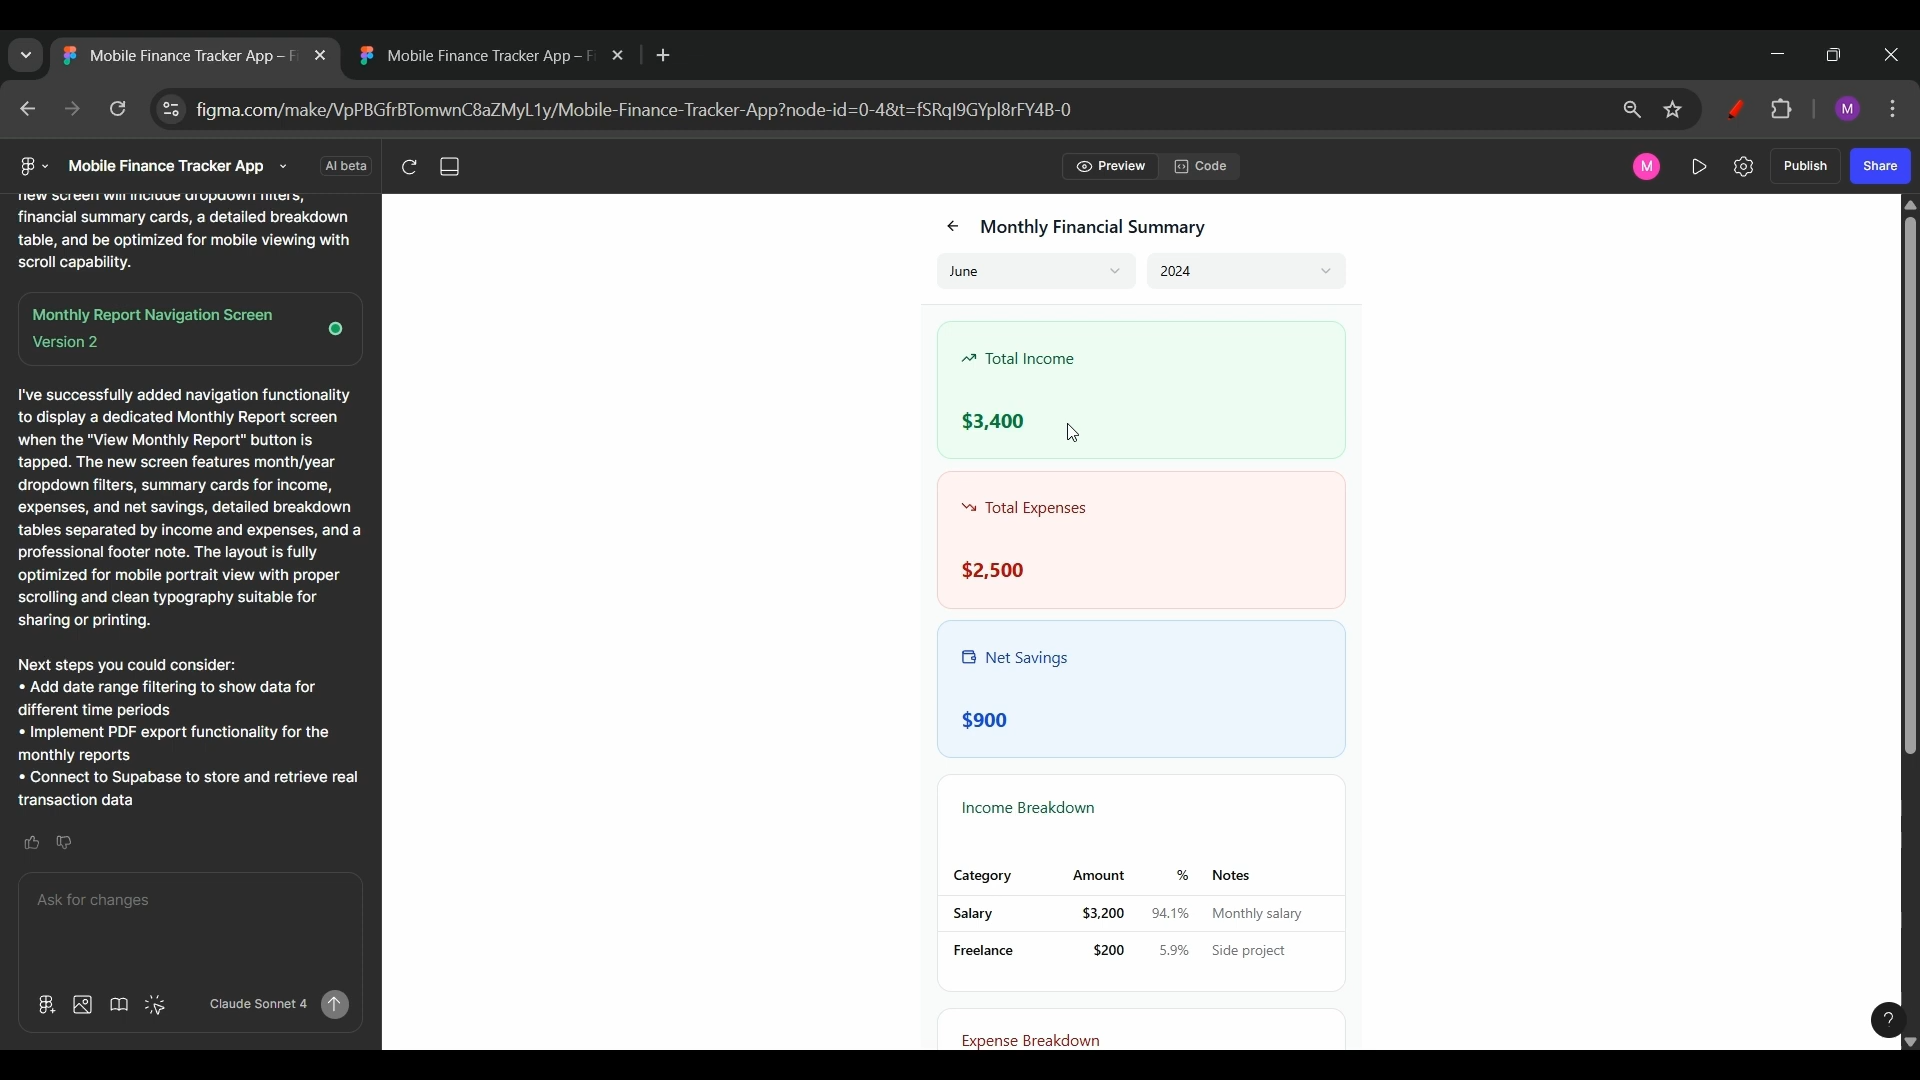 Mobile Finance Tracker App – Fi
Mobile Finance Tracker App – Fi
figma.com/make/VpPBGfrBTomwnC8aZMyL1y/Mobile-Finance-Tracker-App?node-id=0-4&t=fSRqI9GYpl8rFY4B-0
M
Mobile Finance Tracker App
AI beta
Preview
Code
M
Publish
Share
new screen will include dropdown filters,
financial summary cards, a detailed breakdown
table, and be optimized for mobile viewing with
scroll capability.
Monthly Report Navigation Screen
Version 2
I've successfully added navigation functionality
to display a dedicated Monthly Report screen
when the "View Monthly Report" button is
tapped. The new screen features month/year
dropdown filters, summary cards for income,
expenses, and net savings, detailed breakdown
tables separated by income and expenses, and a
professional footer note. The layout is fully
optimized for mobile portrait view with proper
scrolling and clean typography suitable for
sharing or printing.
Next steps you could consider:
• Add date range filtering to show data for
different time periods
• Implement PDF export functionality for the
monthly reports
• Connect to Supabase to store and retrieve real
transaction data
Ask for changes
Claude Sonnet 4
Monthly Financial Summary
June
2024
Total Income
$3,400
Total Expenses
$2,500
Net Savings
$900
Income Breakdown
Category Amount % Notes
Salary $3,200 94.1% Monthly salary
Freelance $200 5.9% Side project
Expense Breakdown
?